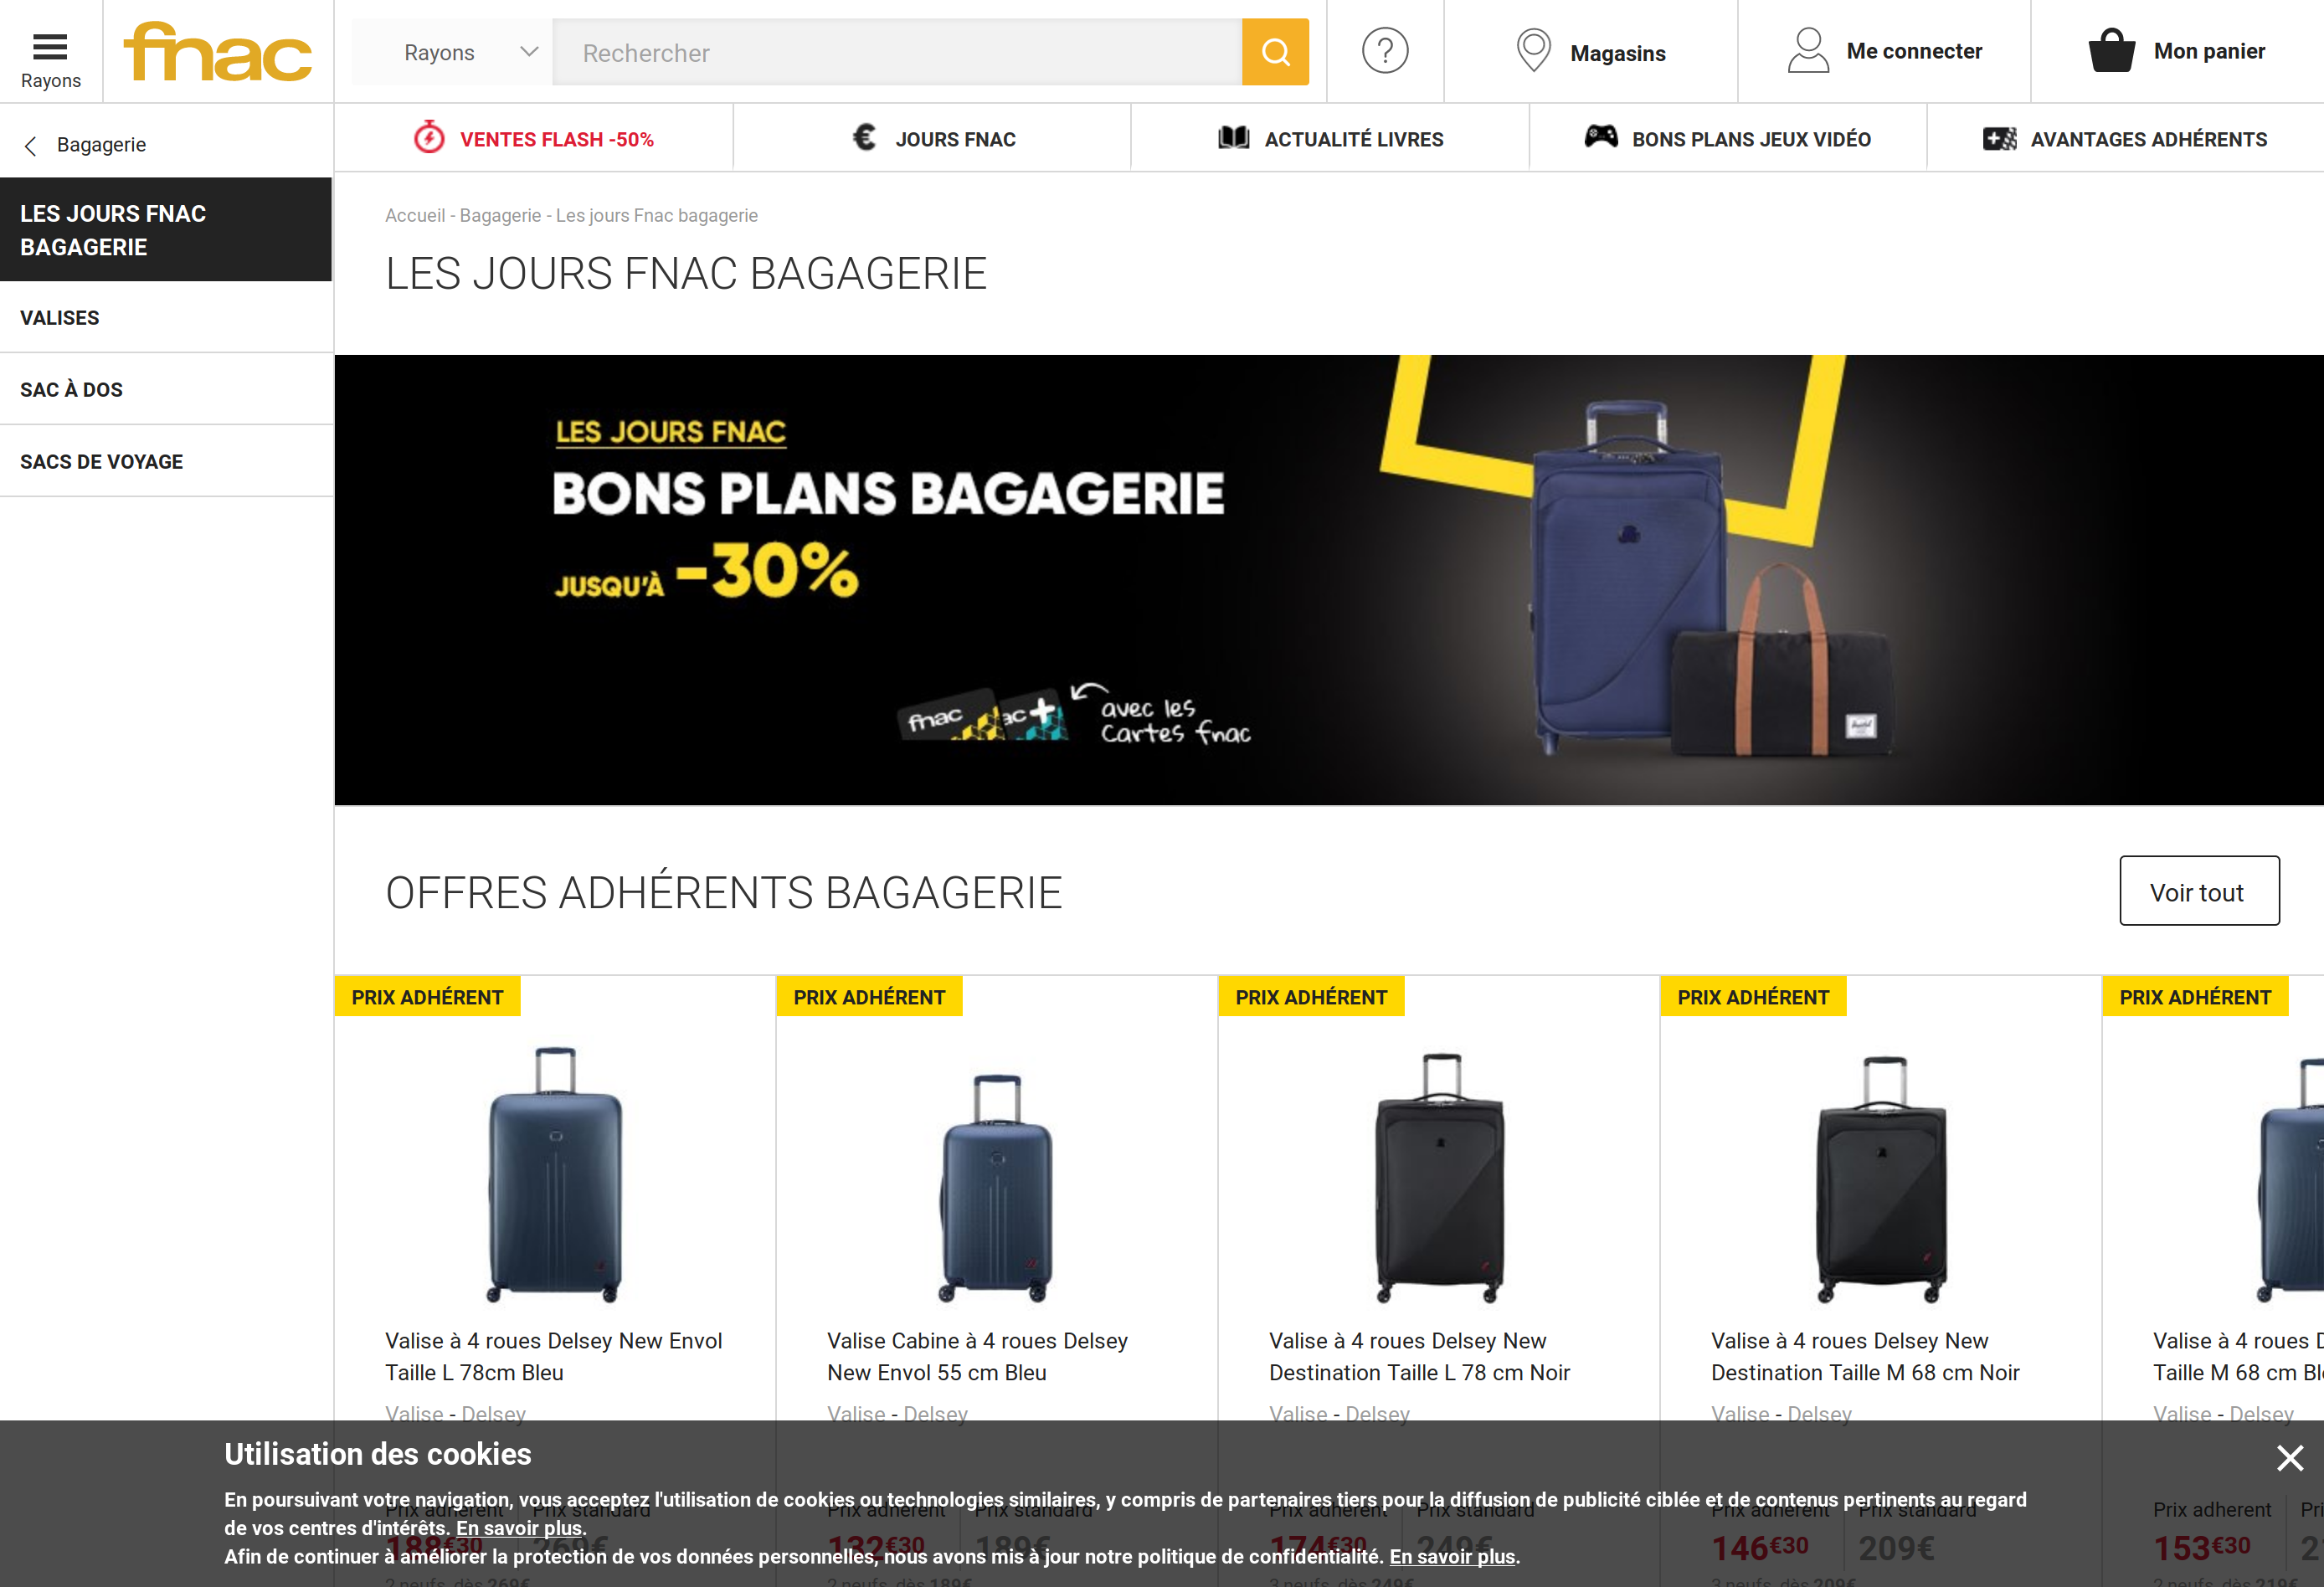 Rayons
fnac
Rayons
Rechercher
?
Magasins
Me connecter
Mon panier
Bagagerie
VENTES FLASH -50%
JOURS FNAC
ACTUALITÉ LIVRES
BONS PLANS JEUX VIDÉO
AVANTAGES ADHÉRENTS
LES JOURS FNAC
BAGAGERIE
VALISES
SAC À DOS
SACS DE VOYAGE
Accueil - Bagagerie - Les jours Fnac bagagerie
LES JOURS FNAC BAGAGERIE
LES JOURS FNAC
BONS PLANS BAGAGERIE
JUSQU'À -30%
fnac
ac+
avec les
Cartes fnac
OFFRES ADHÉRENTS BAGAGERIE
Voir tout
PRIX ADHÉRENT
Valise à 4 roues Delsey New Envol
Taille L 78cm Bleu
Valise - Delsey
Prix adhérent
188€30
Prix standard
269€
2 neufs dès 269€
PRIX ADHÉRENT
Valise Cabine à 4 roues Delsey
New Envol 55 cm Bleu
Valise - Delsey
Prix adhérent
132€30
Prix standard
189€
2 neufs dès 189€
PRIX ADHÉRENT
Valise à 4 roues Delsey New
Destination Taille L 78 cm Noir
Valise - Delsey
Prix adhérent
174€30
Prix standard
249€
3 neufs dès 249€
PRIX ADHÉRENT
Valise à 4 roues Delsey New
Destination Taille M 68 cm Noir
Valise - Delsey
Prix adhérent
146€30
Prix standard
209€
3 neufs dès 209€
PRIX ADHÉRENT
Valise à 4 roues
Taille M 68 cm
Valise - Delsey
Prix adhérent
153€30
2 neufs dès 219€
Utilisation des cookies
En poursuivant votre navigation, vous acceptez l'utilisation de cookies ou technologies similaires, y compris de partenaires tiers pour la diffusion de publicité ciblée et de contenus pertinents au regard
de vos centres d'intérêts. En savoir plus.
Afin de continuer à améliorer la protection de vos données personnelles, nous avons mis à jour notre politique de confidentialité. En savoir plus.